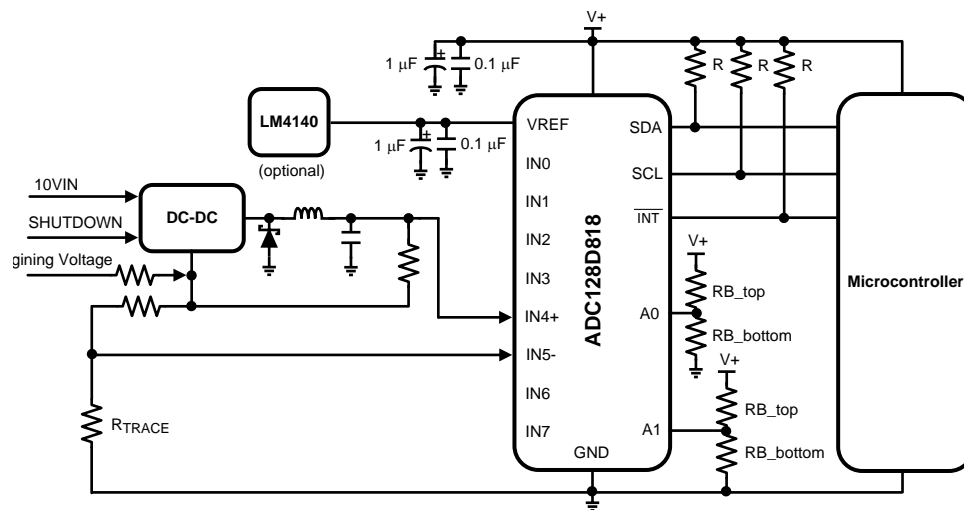 V+
1 μF
+
0.1 μF
R
R
R
LM4140
(optional)
1 μF
+
0.1 μF
VREF
IN0
IN1
IN2
IN3
IN4+
IN5-
IN6
IN7
GND
ADC128D818
SDA
SCL
INT
A0
A1
10VIN
SHUTDOWN
DC-DC
gining Voltage
RTRACE
V+
RB_top
RB_bottom
V+
RB_top
RB_bottom
Microcontroller